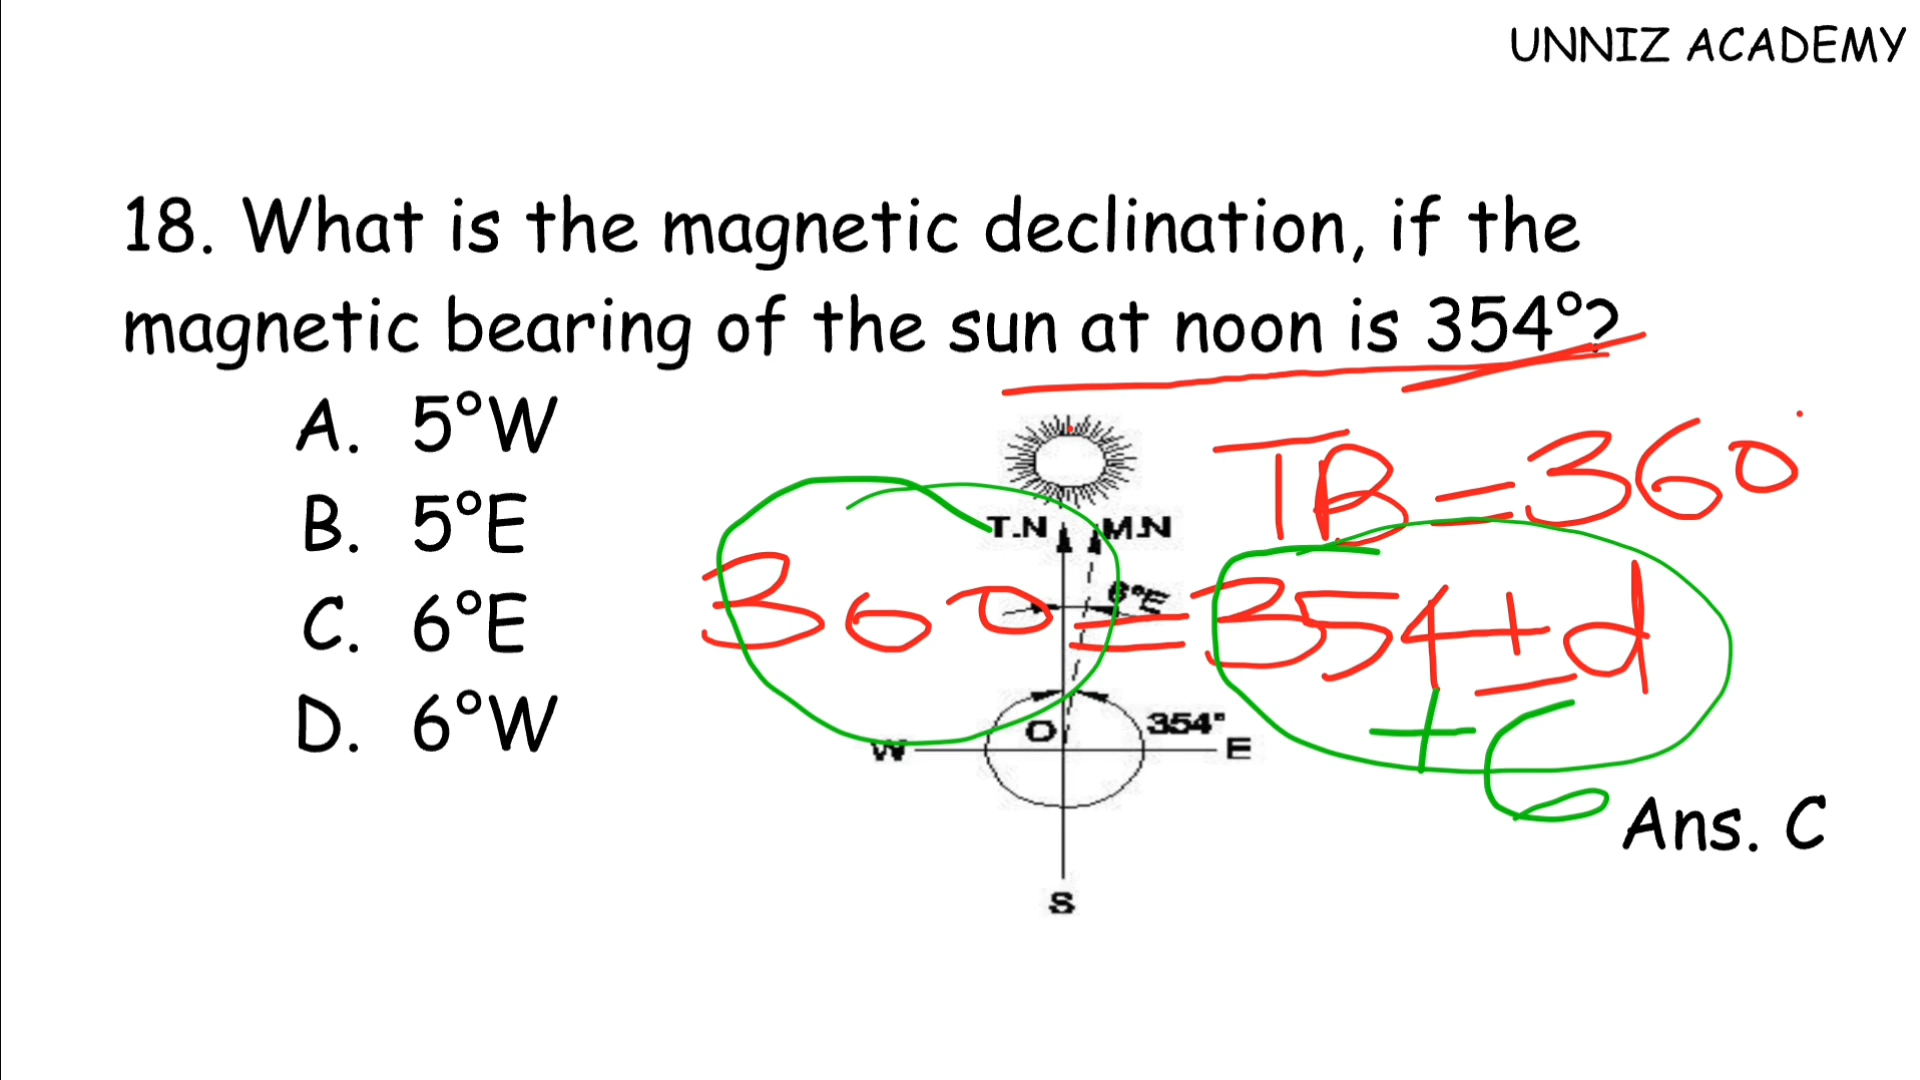 UNNIZ ACADEMY
18. What is the magnetic declination, if the
magnetic bearing of the sun at noon is 354°?
A. 5°W
B. 5°E
C. 6°E
D. 6°W
TB = 360°
T.N M.N
6°E
360 = 354 ± d
+6
O 354°
W E
S
Ans. C